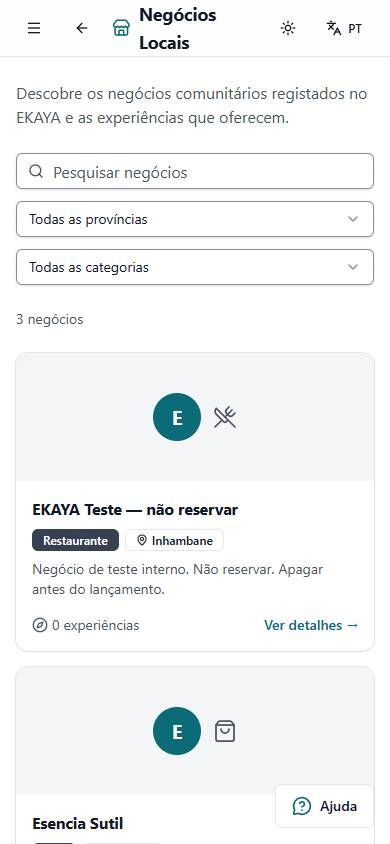 Negócios
Locais
PT
Descobre os negócios comunitários registados no
EKAYA e as experiências que oferecem.
Pesquisar negócios
Todas as províncias
Todas as categorias
3 negócios
E
EKAYA Teste — não reservar
Restaurante
Inhambane
Negócio de teste interno. Não reservar. Apagar
antes do lançamento.
0 experiências
Ver detalhes →
E
Ajuda
Esencia Sutil